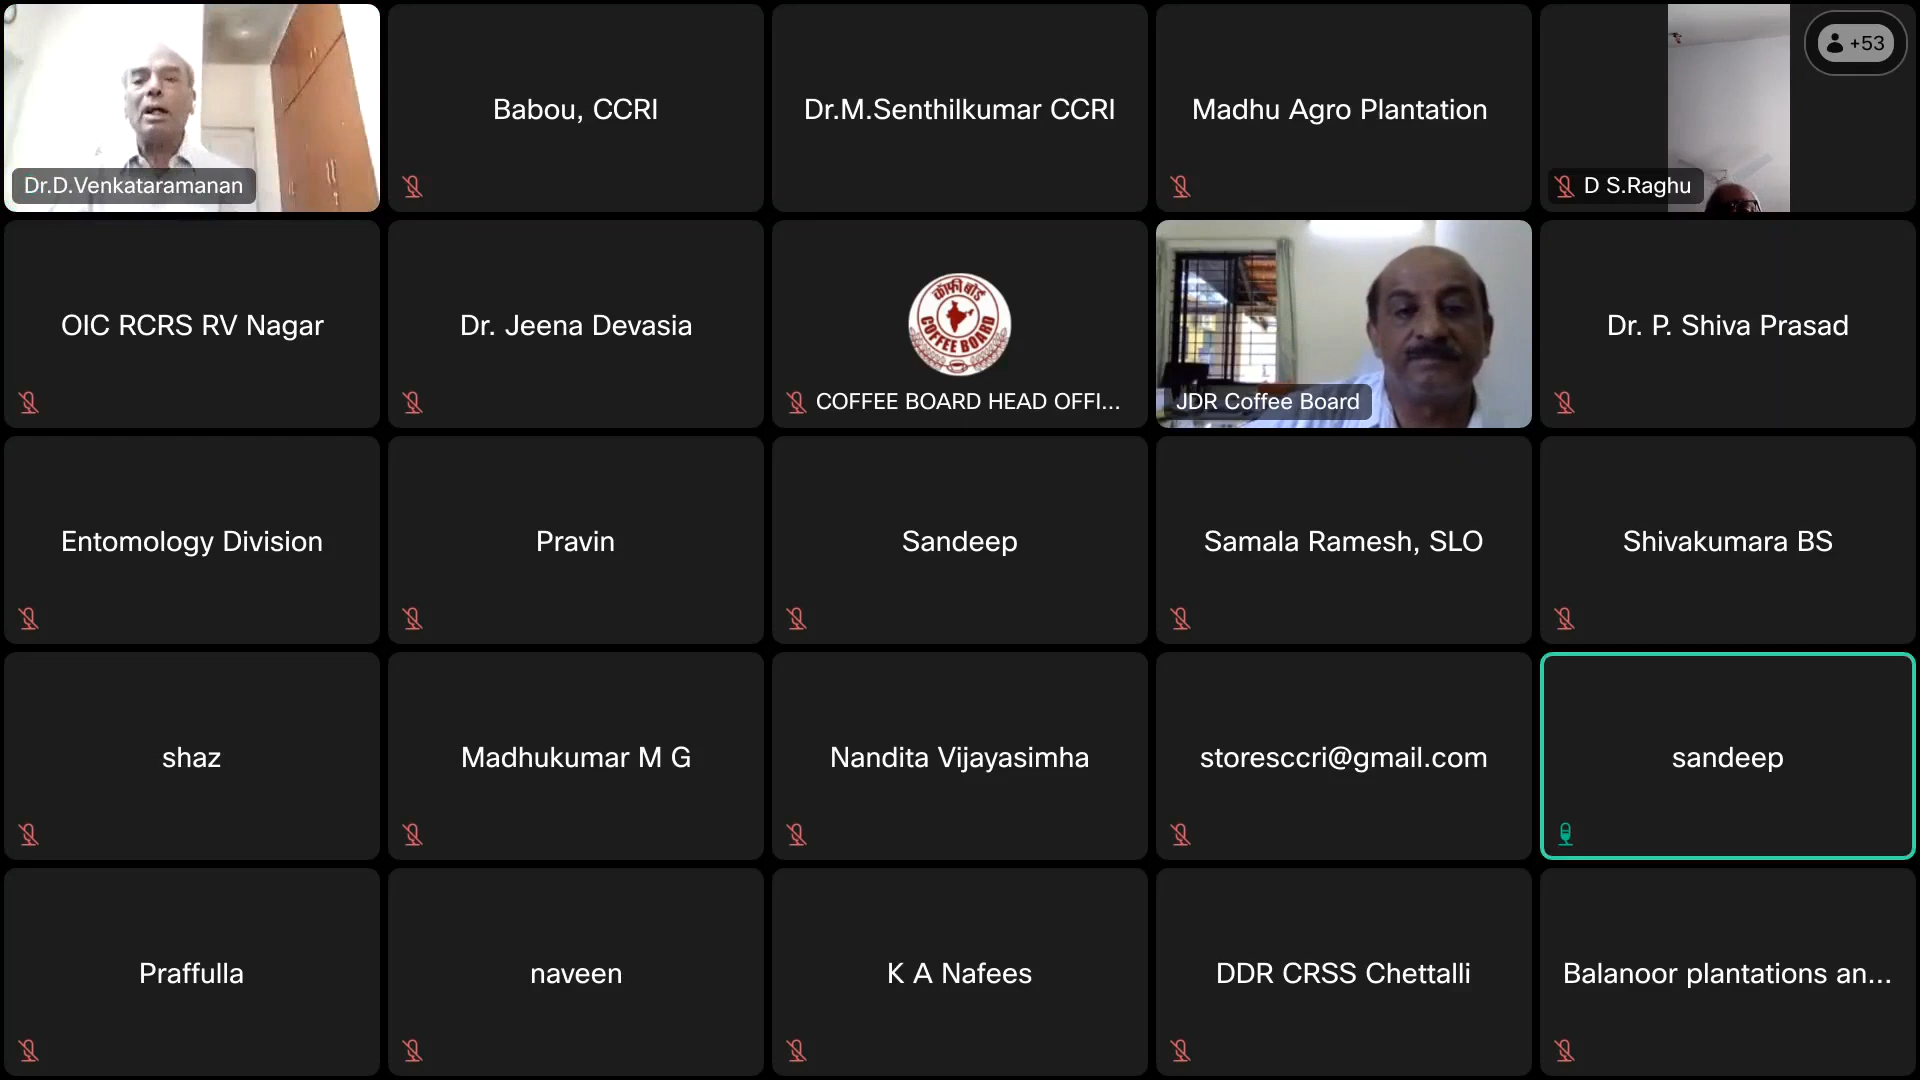 Dr.D.Venkataramanan
Babou, CCRI
Dr.M.Senthilkumar CCRI
Madhu Agro Plantation
D S.Raghu
+53
OIC RCRS RV Nagar
Dr. Jeena Devasia
कॉफी बोर्ड
COFFEE BOARD
COFFEE BOARD HEAD OFFI...
JDR Coffee Board
Dr. P. Shiva Prasad
Entomology Division
Pravin
Sandeep
Samala Ramesh, SLO
Shivakumara BS
shaz
Madhukumar M G
Nandita Vijayasimha
storesccri@gmail.com
sandeep
Praffulla
naveen
K A Nafees
DDR CRSS Chettalli
Balanoor plantations an...